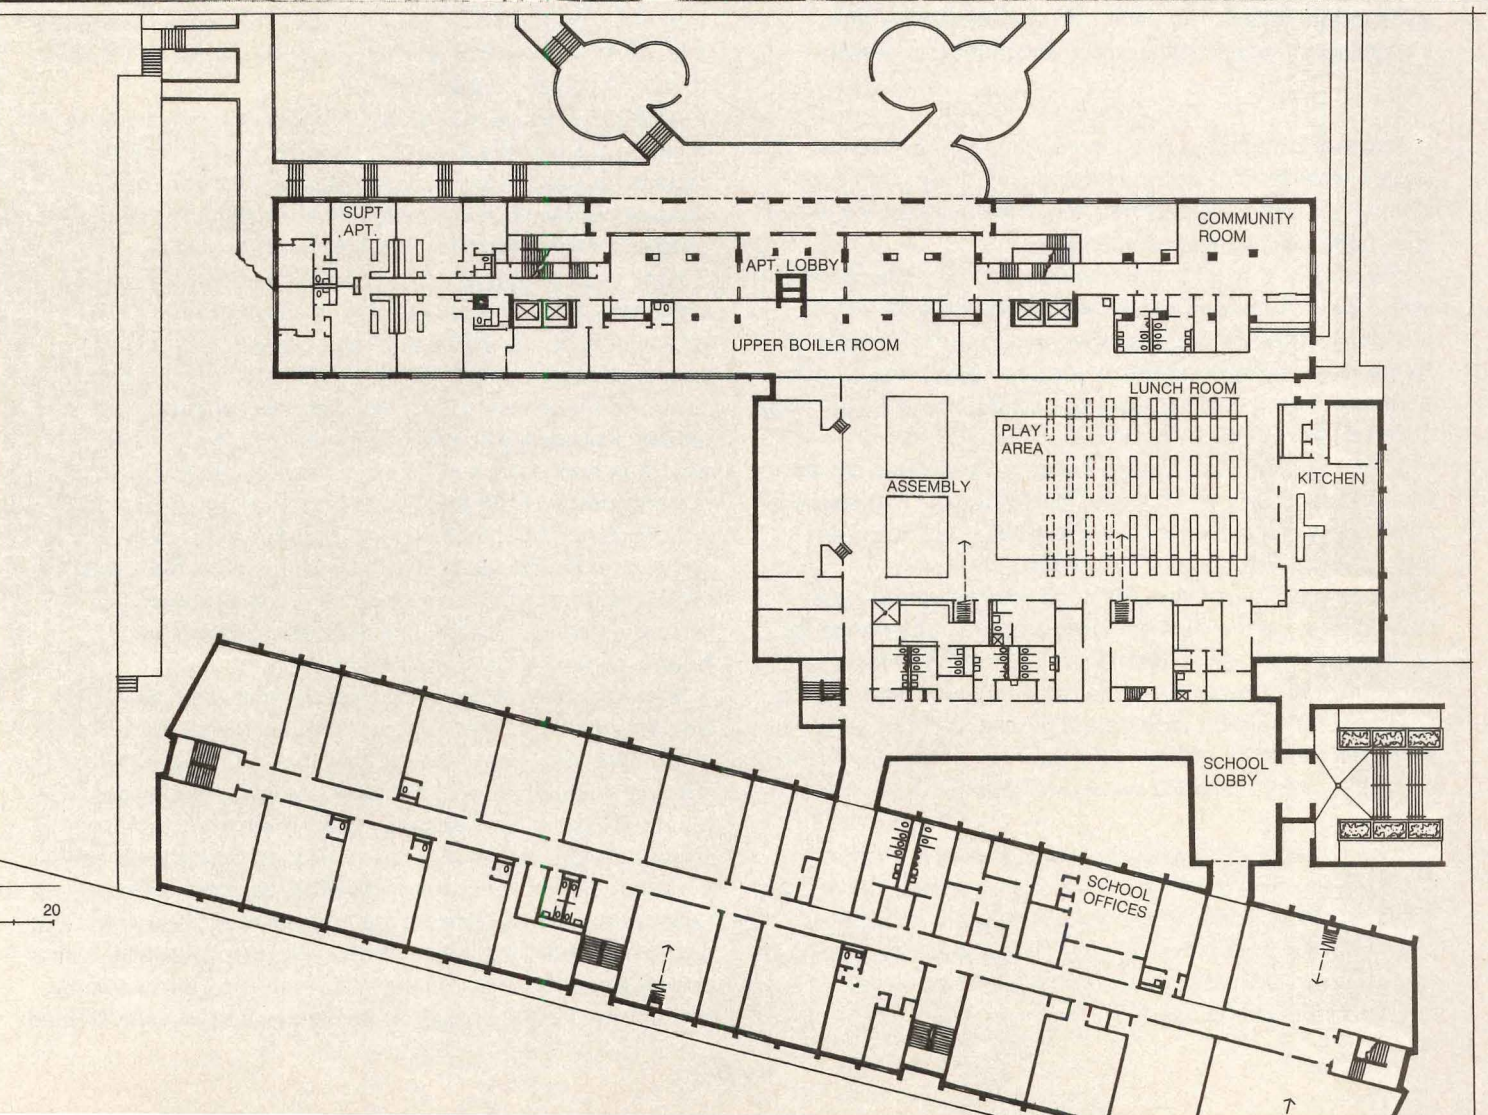 SUPT
APT.
COMMUNITY
ROOM
APT. LOBBY
UPPER BOILER ROOM
LUNCH ROOM
PLAY
AREA
KITCHEN
ASSEMBLY
SCHOOL
LOBBY
SCHOOL
OFFICES
20